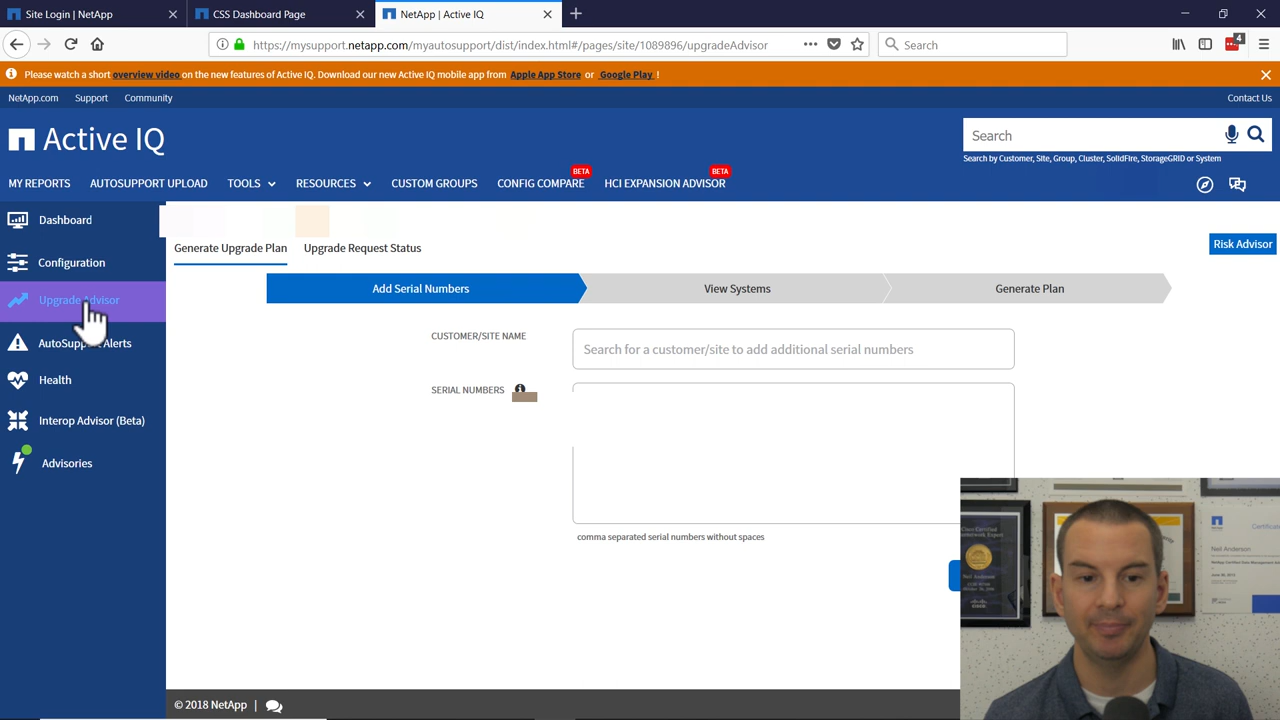 Site Login | NetApp
CSS Dashboard Page
NetApp | Active IQ
https://mysupport.netapp.com/myautosupport/dist/index.html#/pages/site/1089896/upgradeAdvisor
Search
4
Please watch a short overview video on the new features of Active IQ. Download our new Active IQ mobile app from Apple App Store or Google Play !
NetApp.com Support Community Contact Us
Active IQ
Search
Search by Customer, Site, Group, Cluster, SolidFire, StorageGRID or System
BETA BETA
MY REPORTS AUTOSUPPORT UPLOAD TOOLS RESOURCES CUSTOM GROUPS CONFIG COMPARE HCI EXPANSION ADVISOR
Dashboard
Configuration
Upgrade Advisor
AutoSupport Alerts
Health
Interop Advisor (Beta)
Advisories
Generate Upgrade Plan Upgrade Request Status
Risk Advisor
Add Serial Numbers View Systems Generate Plan
CUSTOMER/SITE NAME
Search for a customer/site to add additional serial numbers
SERIAL NUMBERS
comma separated serial numbers without spaces
Neil Anderson
© 2018 NetApp |